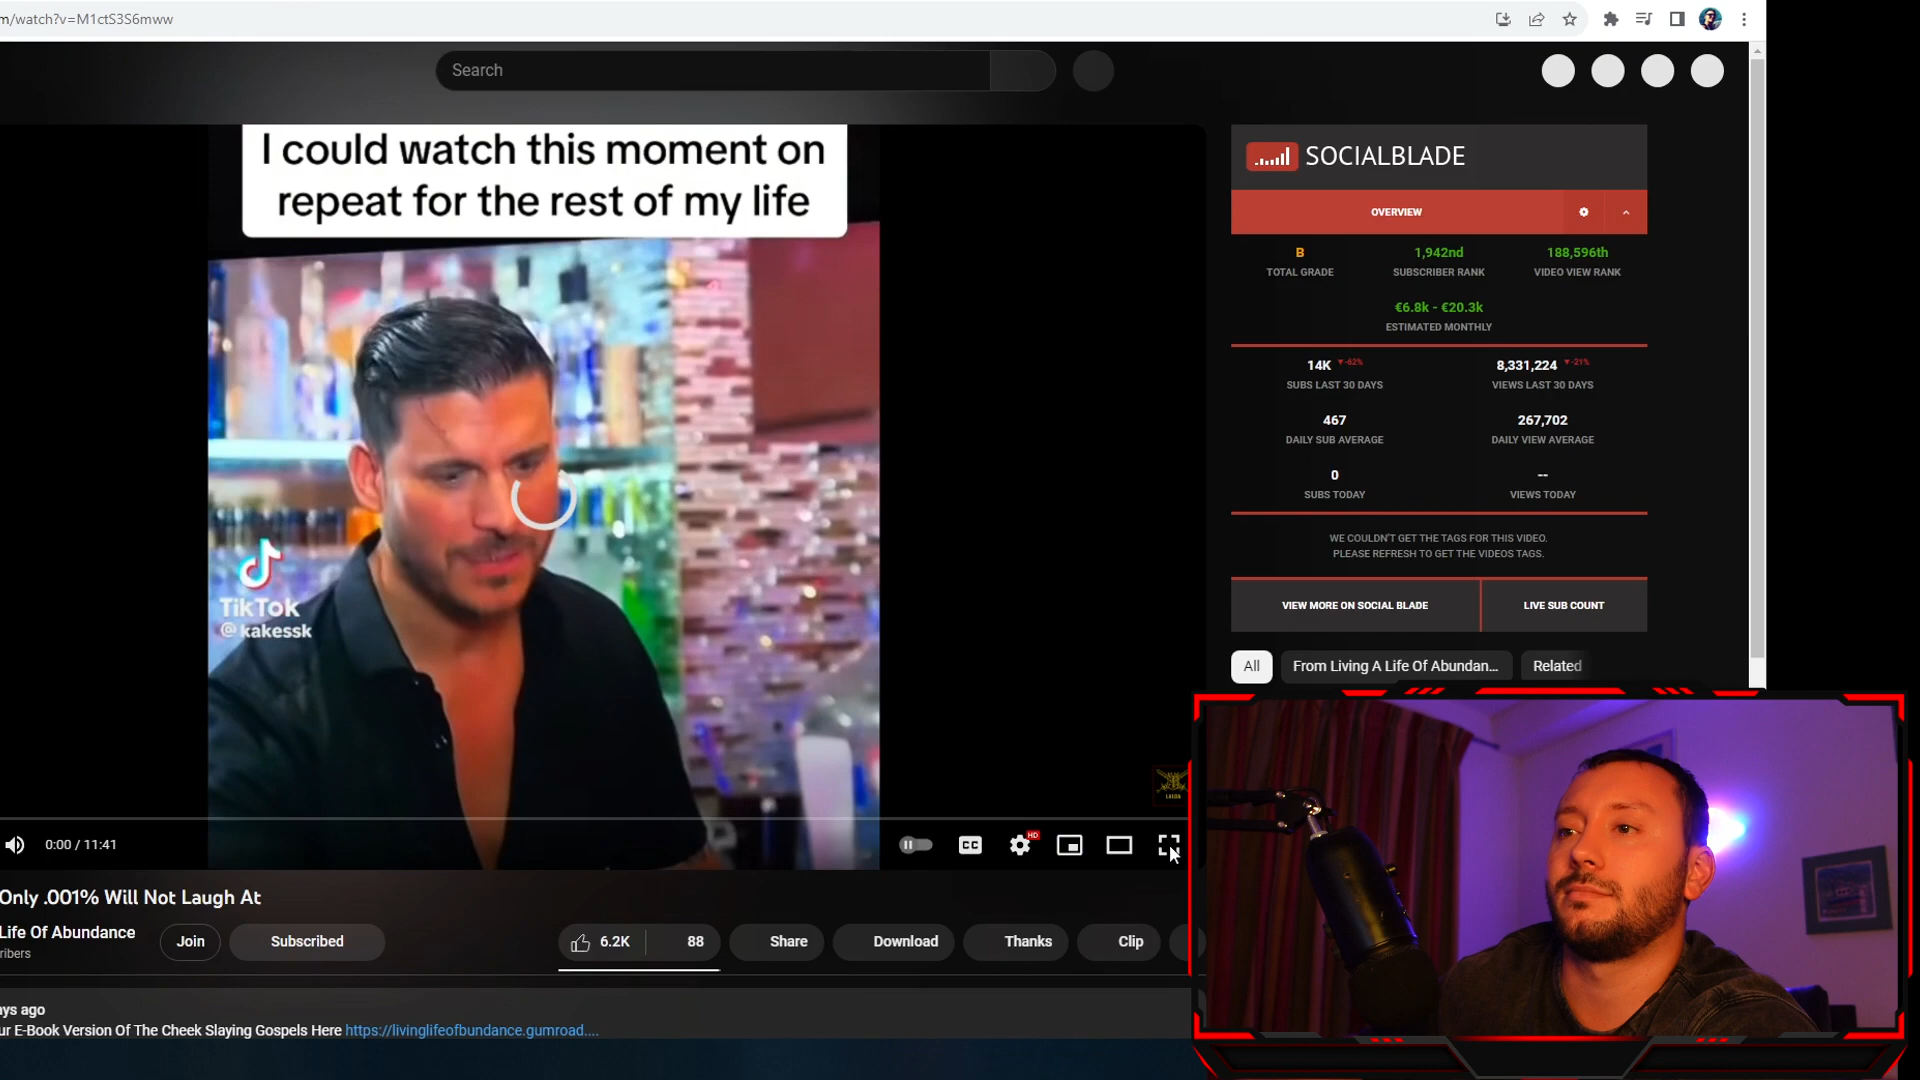 m/watch?v=M1ctS3S6mww
Search
I could watch this moment on
repeat for the rest of my life
TikTok
@kakessk
SOCIALBLADE
OVERVIEW
B
TOTAL GRADE
1,942nd
SUBSCRIBER RANK
188,596th
VIDEO VIEW RANK
€6.8k - €20.3k
ESTIMATED MONTHLY
14K ▼-62%
SUBS LAST 30 DAYS
8,331,224 ▼-21%
VIEWS LAST 30 DAYS
467
DAILY SUB AVERAGE
267,702
DAILY VIEW AVERAGE
0
SUBS TODAY
--
VIEWS TODAY
WE COULDN'T GET THE TAGS FOR THIS VIDEO.
PLEASE REFRESH TO GET THE VIDEOS TAGS.
VIEW MORE ON SOCIAL BLADE
LIVE SUB COUNT
All
From Living A Life Of Abundan...
Related
0:00 / 11:41
CC
HD
Only .001% Will Not Laugh At
Life Of Abundance
ribers
Join
Subscribed
6.2K
88
Share
Download
Thanks
Clip
ays ago
ur E-Book Version Of The Cheek Slaying Gospels Here https://livinglifeofbundance.gumroad....